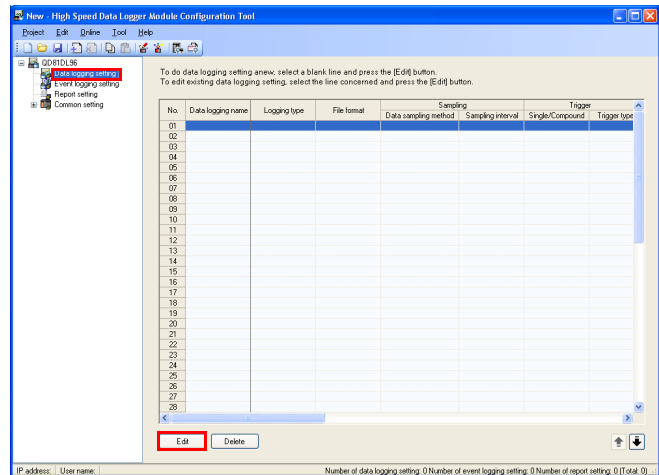 New - High Speed Data Logger Module Configuration Tool
Project Edit Online Tool Help
QD81DL96
Data logging setting
Event logging setting
Report setting
Common setting
To do data logging setting anew, select a blank line and press the [Edit] button.
To edit existing data logging setting, select the line concerned and press the [Edit] button.
No. Data logging name Logging type File format Sampling Trigger
Data sampling method Sampling interval Single/Compound Trigger type
01
02
03
04
05
06
07
08
09
10
11
12
13
14
15
16
17
18
19
20
21
22
23
24
25
26
27
28
Edit Delete
IP address: User name: Number of data logging setting: 0 Number of event logging setting: 0 Number of report setting: 0 (Total: 0)